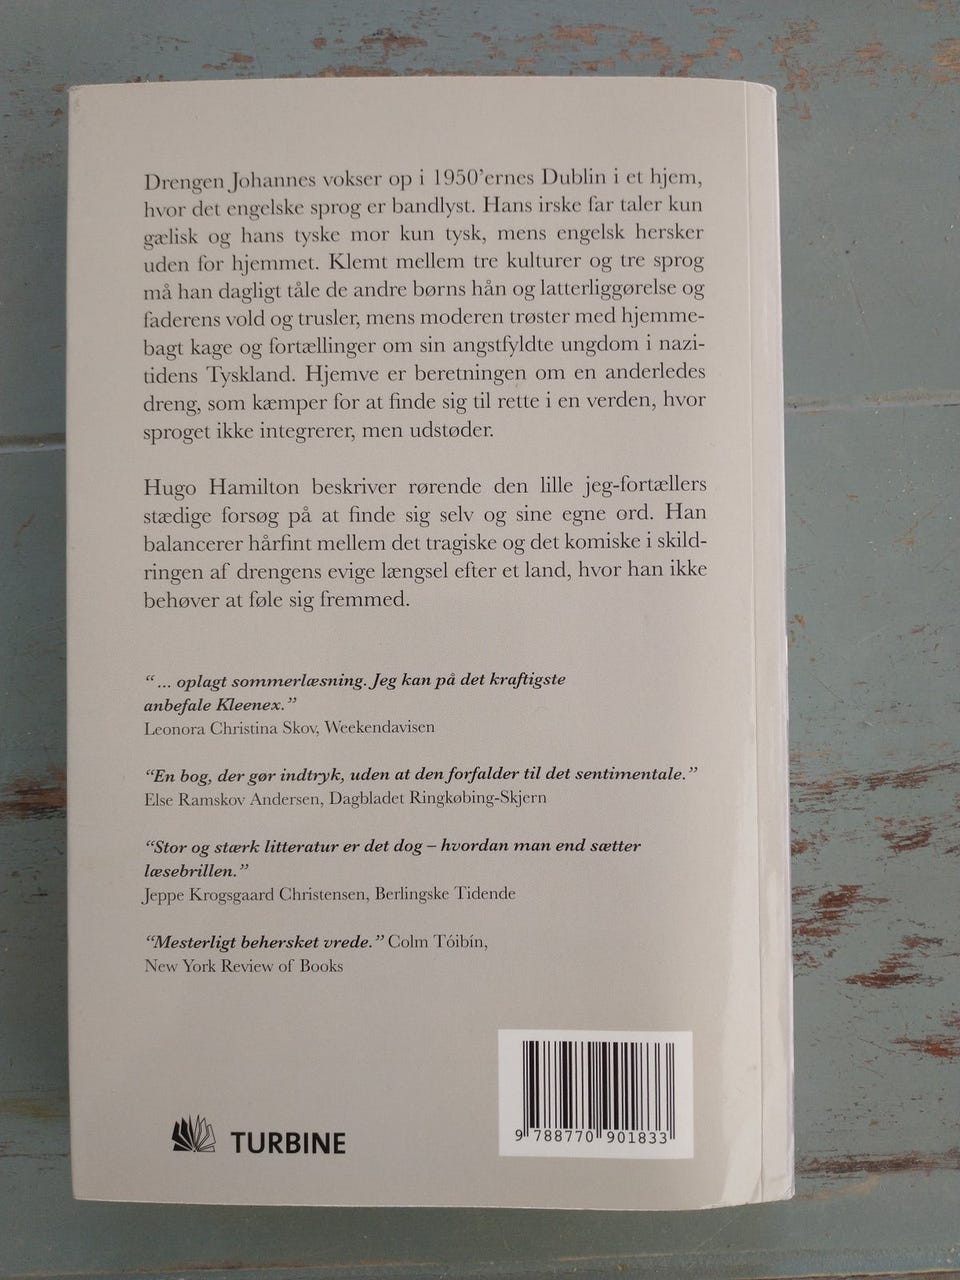 Drengen Johannes vokser op i 1950’ernes Dublin i et hjem,
hvor det engelske sprog er bandlyst. Hans irske far taler kun
gælisk og hans tyske mor kun tysk, mens engelsk hersker
uden for hjemmet. Klemt mellem tre kulturer og tre sprog
må han dagligt tåle de andre børns hån og latterliggørelse og
faderens vold og trusler, mens moderen trøster med hjemme-
bagt kage og fortællinger om sin angstfyldte ungdom i nazi-
tidens Tyskland. Hjemve er beretningen om en anderledes
dreng, som kæmper for at finde sig til rette i en verden, hvor
sproget ikke integrerer, men udstøder.
Hugo Hamilton beskriver rørende den lille jeg-fortællers
stædige forsøg på at finde sig selv og sine egne ord. Han
balancerer hårfint mellem det tragiske og det komiske i skild-
ringen af drengens evige længsel efter et land, hvor han ikke
behøver at føle sig fremmed.
“ ... oplagt sommerlæsning. Jeg kan på det kraftigste
anbefale Kleenex.”
Leonora Christina Skov, Weekendavisen
“En bog, der gør indtryk, uden at den forfalder til det sentimentale.”
Else Ramskov Andersen, Dagbladet Ringkøbing-Skjern
“Stor og stærk litteratur er det dog – hvordan man end sætter
læsebrillen.”
Jeppe Krogsgaard Christensen, Berlingske Tidende
“Mesterligt behersket vrede.” Colm Tóibín,
New York Review of Books
TURBINE
9 788770 901833